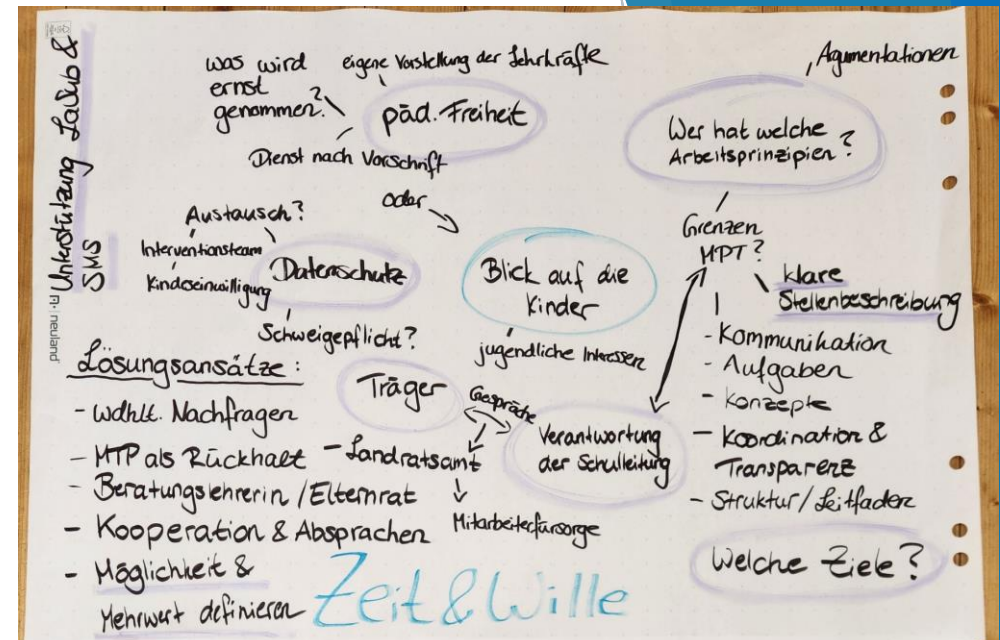 Unterstützung LaSub &
SMS
neuland
was wird
ernst
genommen?
eigene Vorstellung der Lehrkräfte
päd. Freiheit
Dienst nach Vorschrift
oder
Agumentationen
Wer hat welche
Arbeitsprinzipien?
Grenzen
MPT?
klare
Stellenbeschreibung
- Kommunikation
- Aufgaben
- Konzepte
- Koordination &
Transparenz
- Struktur/Leitfaden
Welche Ziele?
Austausch?
Interventionsteam
Kindeseinwilligung
Datenschutz
Schweigepflicht?
Blick auf die
Kinder
jugendliche Interessen
Träger
Gespräche
Verantwortung
der Schulleitung
- Landratsamt
Mitarbeiterfürsorge
Lösungsansätze:
- wdhlt. Nachfragen
- MTP als Rückhalt
- Beratungslehrerin/Elternrat
- Kooperation & Absprachen
- Möglichkeit &
Mehrwert definieren
Zeit & Wille